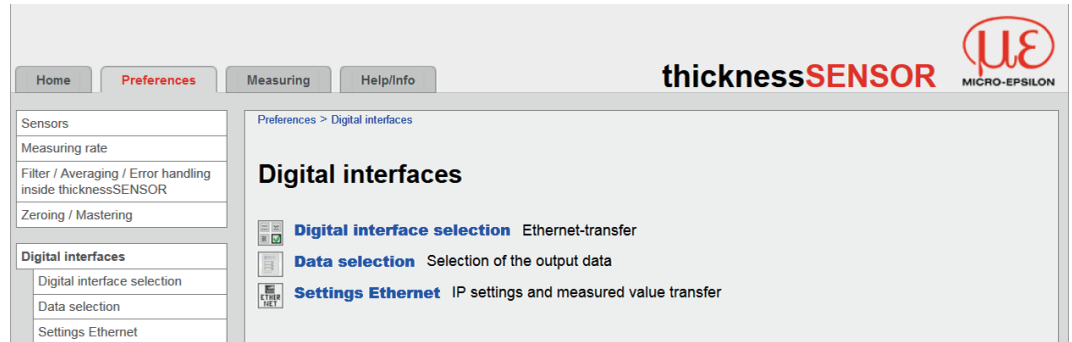 Home
Preferences
Measuring
Help/Info
thicknessSENSOR
με
MICRO-EPSILON
Sensors
Measuring rate
Filter / Averaging / Error handling
inside thicknessSENSOR
Zeroing / Mastering
Digital interfaces
Digital interface selection
Data selection
Settings Ethernet
Preferences > Digital interfaces
Digital interfaces
Digital interface selection Ethernet-transfer
Data selection Selection of the output data
ETHER
NET
Settings Ethernet IP settings and measured value transfer